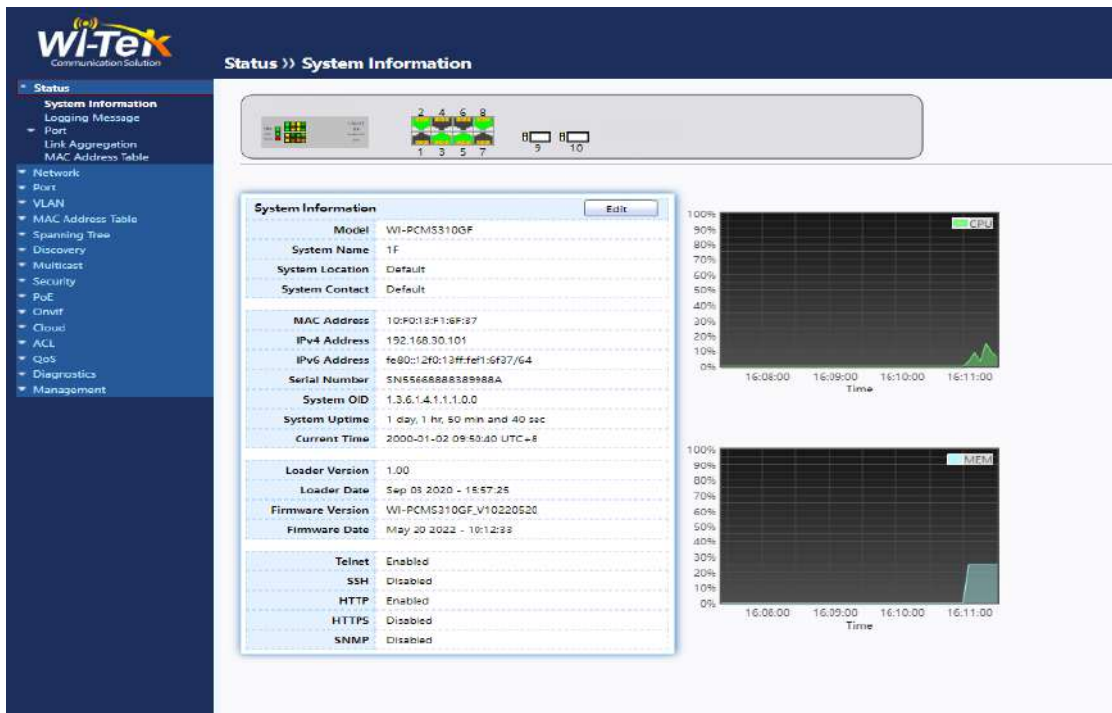 Wi-Tek
Communication Solution
Status
System Information
Logging Message
Port
Link Aggregation
MAC Address Table
Network
Port
VLAN
MAC Address Table
Spanning Tree
Discovery
Multicast
Security
PoE
Onvif
Cloud
ACL
QoS
Diagnostics
Management
Status 》 System Information
2 4 6 8
1 3 5 7
9 10
System Information Edit
Model WI-PCMS310GF
System Name 1F
System Location Default
System Contact Default
MAC Address 10:F0:13:F1:6F:37
IPv4 Address 192.168.30.101
IPv6 Address fe80::12f0:13ff:fef1:6f37/64
Serial Number SN55668888389988A
System OID 1.3.6.1.4.1.1.1.0.0
System Uptime 1 day, 1 hr, 50 min and 40 sec
Current Time 2000-01-02 09:50:40 UTC+8
Loader Version 1.00
Loader Date Sep 03 2020 - 15:57:25
Firmware Version WI-PCMS310GF_V10220520
Firmware Date May 20 2022 - 10:12:33
Telnet Enabled
SSH Disabled
HTTP Enabled
HTTPS Disabled
SNMP Disabled
100%
90%
80%
70%
60%
50%
40%
30%
20%
10%
0%
CPU
16:08:00 16:09:00 16:10:00 16:11:00
Time
100%
90%
80%
70%
60%
50%
40%
30%
20%
10%
0%
MEM
16:08:00 16:09:00 16:10:00 16:11:00
Time